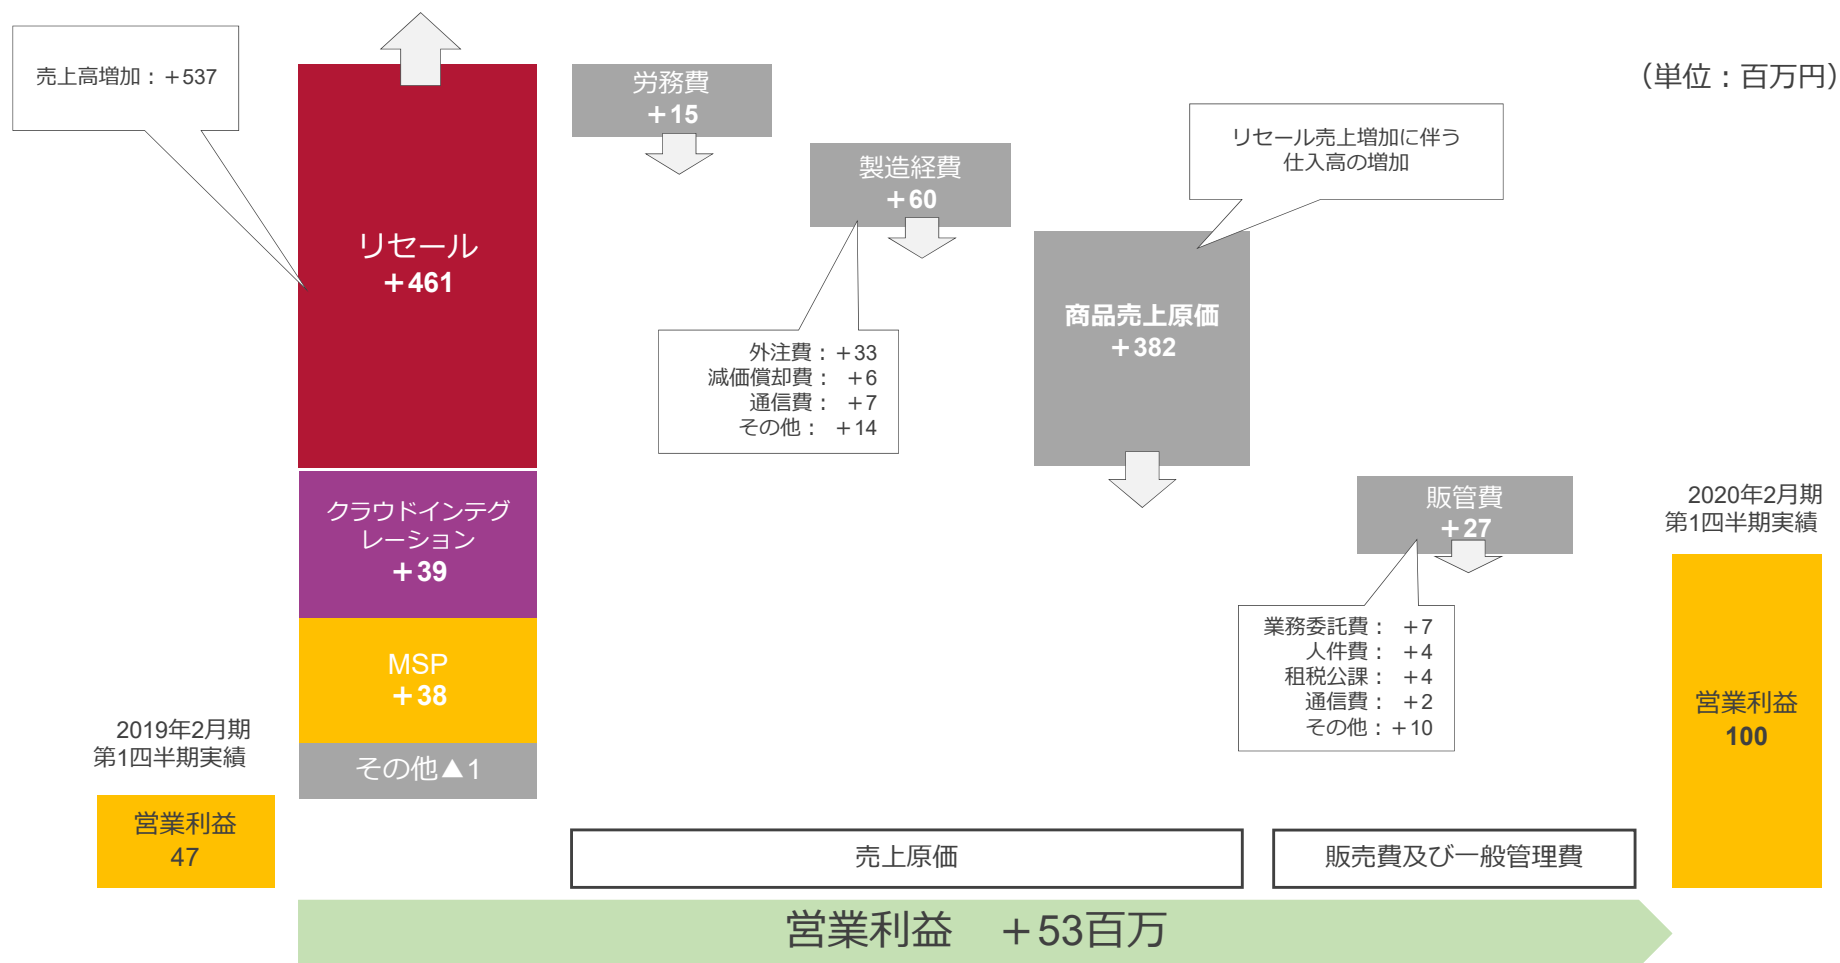 売上高増加：＋537
（単位：百万円）
リセール
＋461
クラウドインテグ
レーション
＋39
MSP
＋38
その他▲1
2019年2月期
第1四半期実績
営業利益
47
労務費
＋15
製造経費
＋60
外注費：＋33
減価償却費： ＋6
通信費： ＋7
その他： ＋14
リセール売上増加に伴う
仕入高の増加
商品売上原価
＋382
販管費
＋27
業務委託費： ＋7
人件費： ＋4
租税公課： ＋4
通信費： ＋2
その他：＋10
2020年2月期
第1四半期実績
営業利益
100
売上原価
販売費及び一般管理費
営業利益　＋53百万